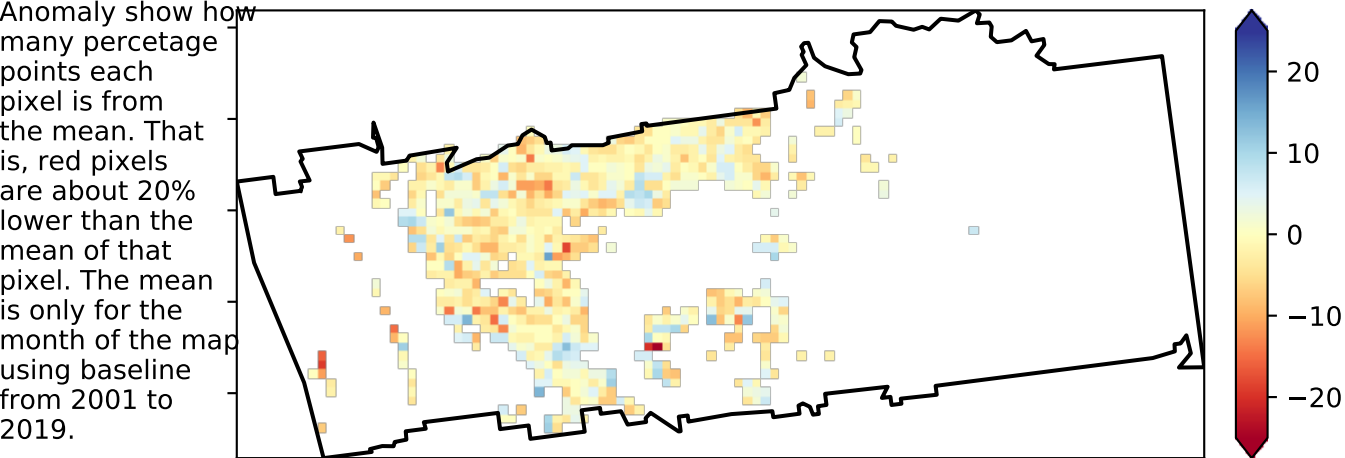 Anomaly show how
many percetage
points each
pixel is from
the mean. That
is, red pixels
are about 20%
lower than the
mean of that
pixel. The mean
is only for the
month of the map
using baseline
from 2001 to
2019.
20
10
0
−10
−20